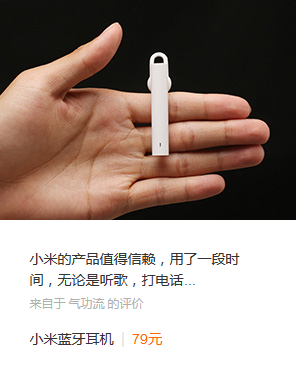 小米的产品值得信赖，用了一段时
间，无论是听歌，打电话...
来自于 气功流 的评价
小米蓝牙耳机 | 79元